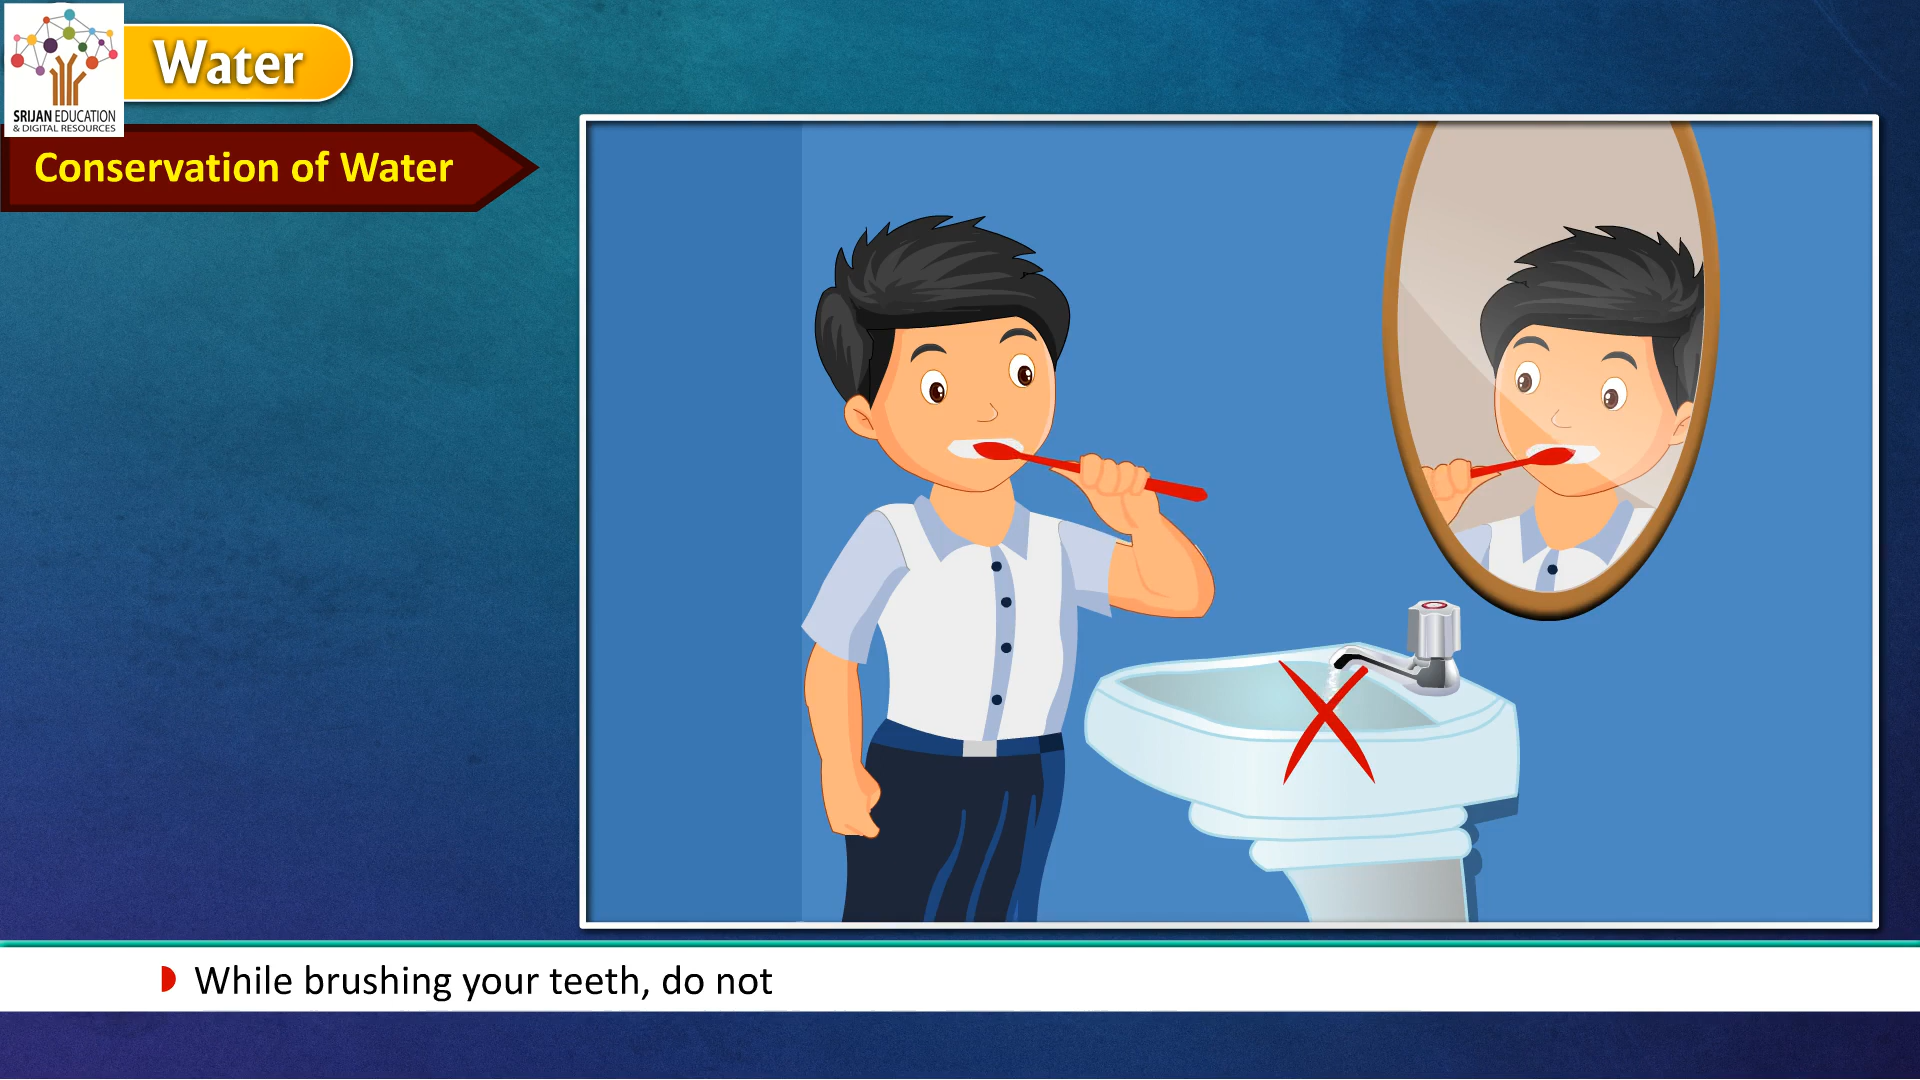 Water
SRIJAN EDUCATION
& DIGITAL RESOURCES
Conservation of Water
While brushing your teeth, do not